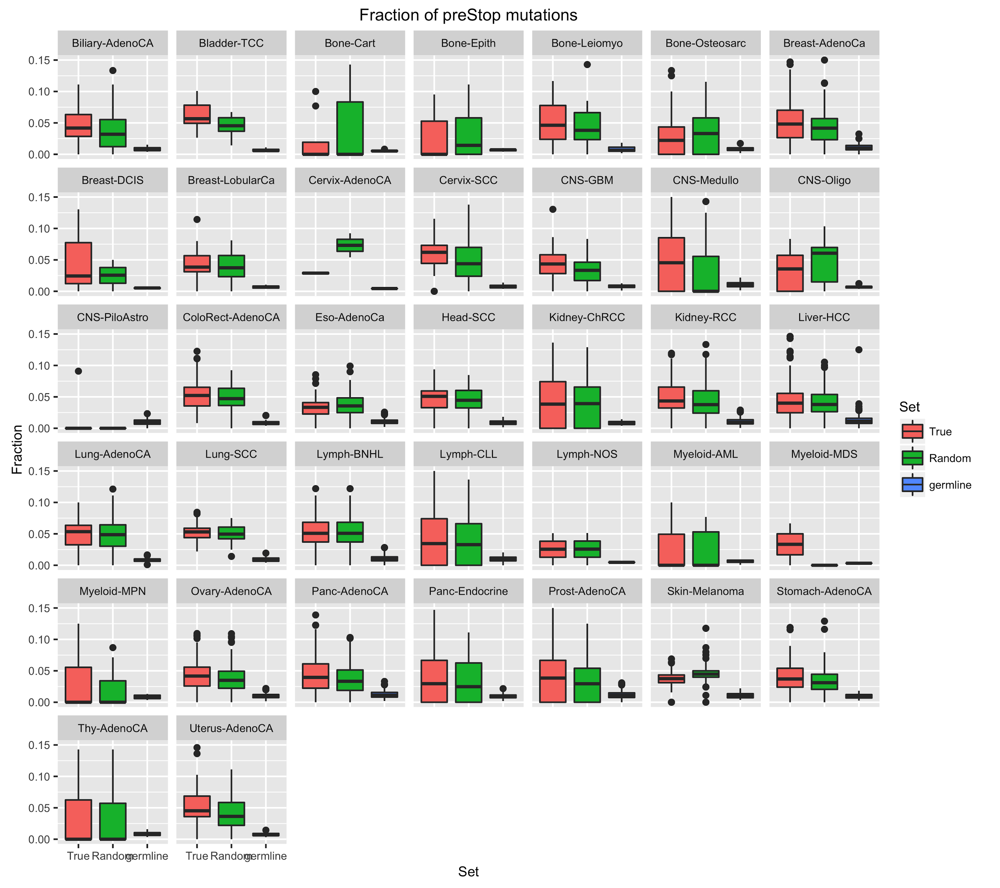 Fraction of preStop mutations
Biliary-AdenoCA Bladder-TCC Bone-Cart Bone-Epith Bone-Leiomyo Bone-Osteosarc Breast-AdenoCa
0.15
0.10
0.05
0.00
Breast-DCIS Breast-LobularCa Cervix-AdenoCA Cervix-SCC CNS-GBM CNS-Medullo CNS-Oligo
0.15
0.10
0.05
0.00
CNS-PiloAstro ColoRect-AdenoCA Eso-AdenoCa Head-SCC Kidney-ChRCC Kidney-RCC Liver-HCC
0.15
0.10
0.05
0.00
Lung-AdenoCA Lung-SCC Lymph-BNHL Lymph-CLL Lymph-NOS Myeloid-AML Myeloid-MDS
0.15
0.10
0.05
0.00
Myeloid-MPN Ovary-AdenoCA Panc-AdenoCA Panc-Endocrine Prost-AdenoCA Skin-Melanoma Stomach-AdenoCA
0.15
0.10
0.05
0.00
Thy-AdenoCA Uterus-AdenoCA
0.15
0.10
0.05
0.00
True Random germline True Random germline
Set
Fraction
Set
True
Random
germline